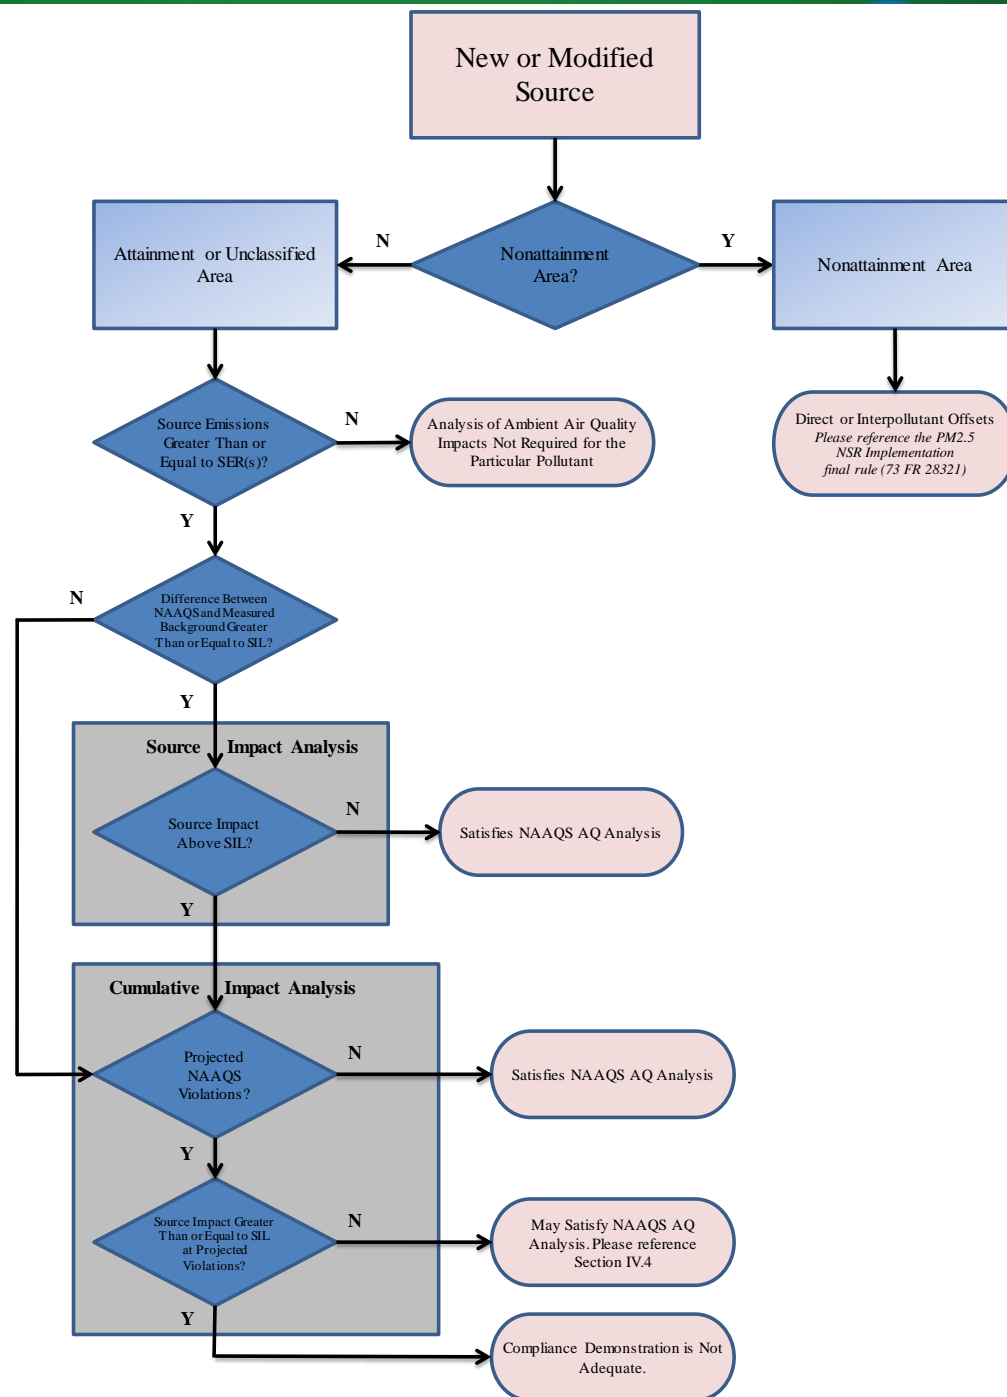 New or Modified
Source
N
Y
Attainment or Unclassified
Area
Nonattainment
Area?
Nonattainment Area
Source Emissions
Greater Than or
Equal to SER(s)?
N
Analysis of Ambient Air Quality
Impacts Not Required for the
Particular Pollutant
Direct or Interpollutant Offsets
Please reference the PM2.5
NSR Implementation
final rule (73 FR 28321)
Y
N
Difference Between
NAAQS and Measured
Background Greater
Than or Equal to SIL?
Y
Source Impact Analysis
Source Impact
Above SIL?
N
Satisfies NAAQS AQ Analysis
Y
Cumulative Impact Analysis
Projected
NAAQS
Violations?
N
Satisfies NAAQS AQ Analysis
Y
Source Impact Greater
Than or Equal to SIL
at Projected
Violations?
N
May Satisfy NAAQS AQ
Analysis. Please reference
Section IV.4
Y
Compliance Demonstration is Not
Adequate.